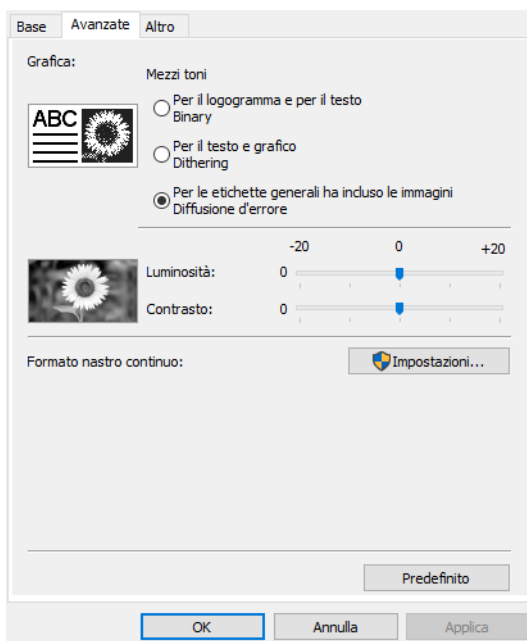 Base Avanzate Altro
Grafica:
Mezzi toni
ABC
Per il logogramma e per il testo
Binary
Per il testo e grafico
Dithering
Per le etichette generali ha incluso le immagini
Diffusione d'errore
-20 0 +20
Luminosità: 0
Contrasto: 0
Formato nastro continuo: Impostazioni...
Predefinito
OK Annulla Applica